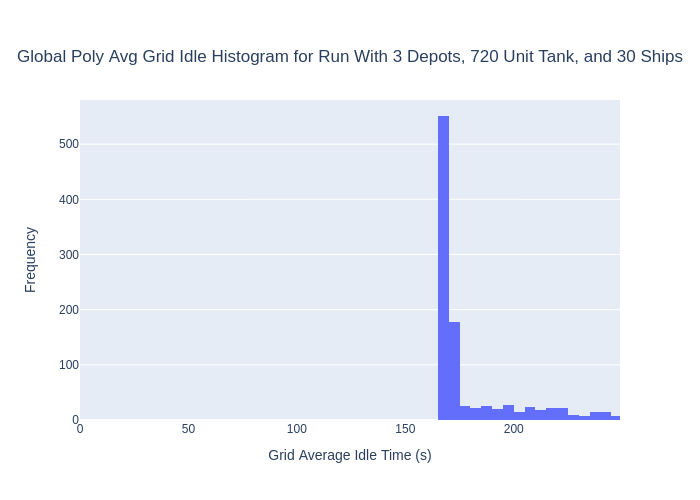 Global Poly Avg Grid Idle Histogram for Run With 3 Depots, 720 Unit Tank, and 30 Ships
Frequency
500
400
300
200
100
0
0 50 100 150 200
Grid Average Idle Time (s)